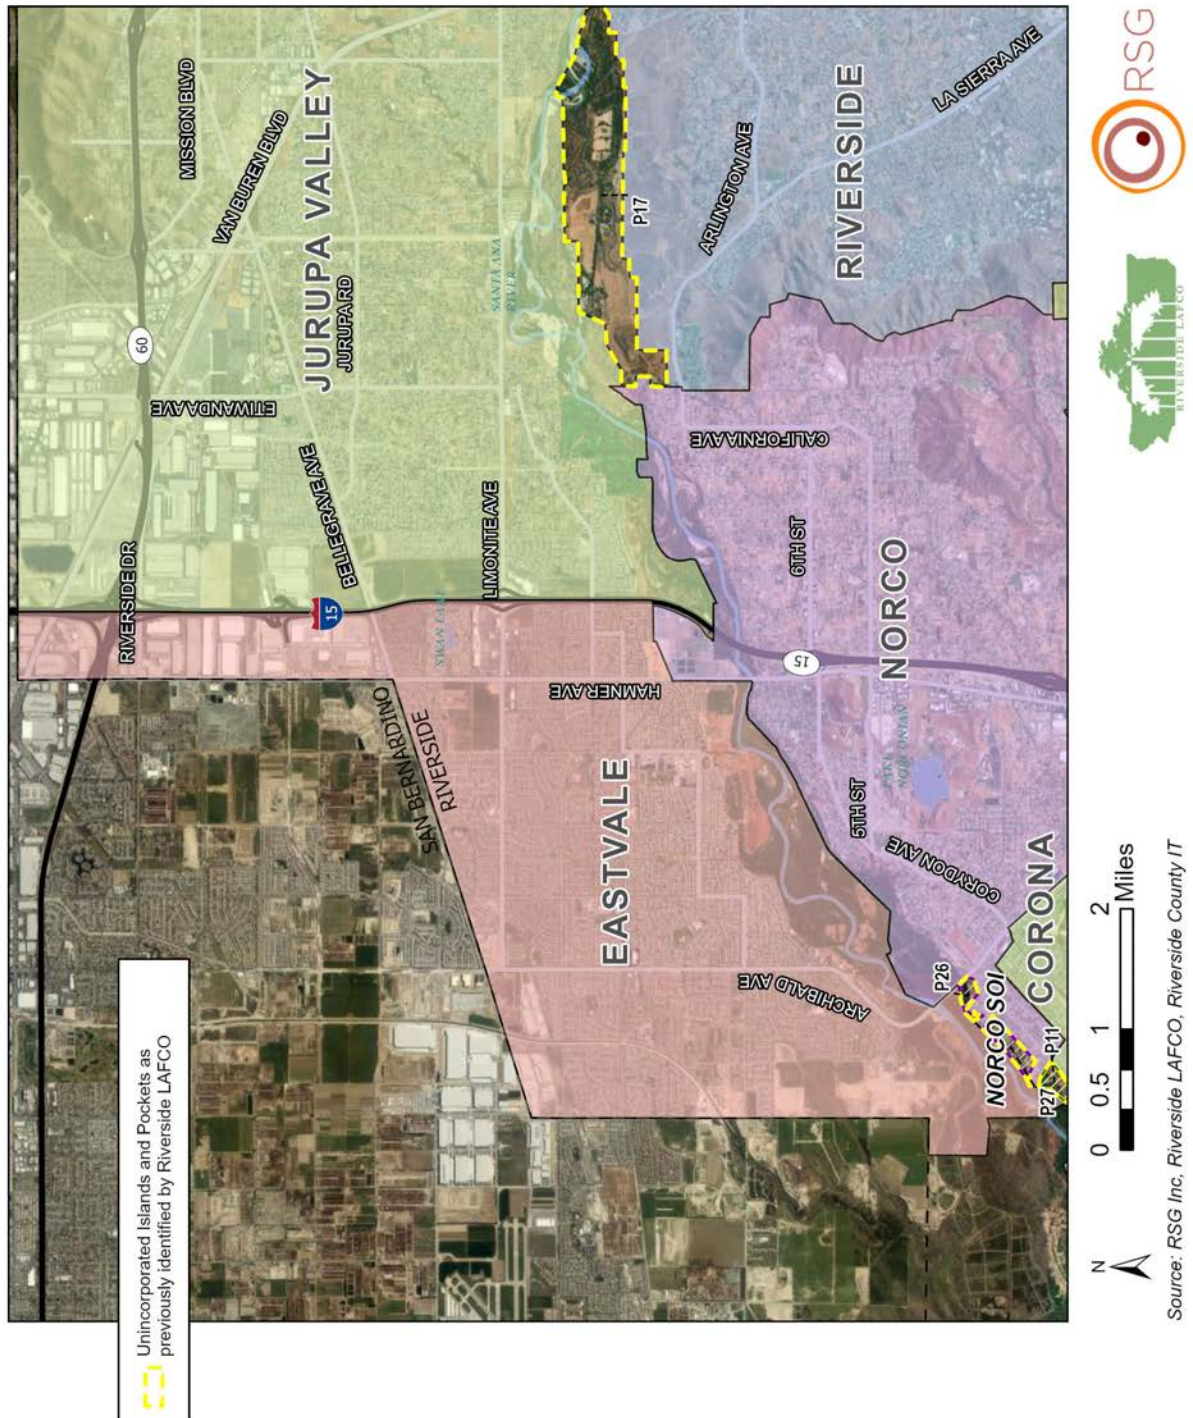 Unincorporated Islands and Pockets as
previously identified by Riverside LAFCO
MISSION BLVD
VAN BUREN BLVD
60
RIVERSIDE DR
ETIWANDA AVE
JURUPA VALLEY
JURUPA RD
BELLEGRAVE AVE
15
SAN BERNARDINO
RIVERSIDE
SWAN LAKE
LIMONITE AVE
SANTA ANA
RIVER
HAMNER AVE
EASTVALE
P17
ARLINGTON AVE
LA SIERRA AVE
RIVERSIDE
CALIFORNIA AVE
6TH ST
15
NORCO
5TH ST
LAKE
NORCONIAN
CORYDON AVE
ARCHIBALD AVE
P26
NORCO SOI
CORONA
P27
P11
N
0 0.5 1 2
Miles
Source: RSG Inc, Riverside LAFCO, Riverside County IT
RIVERSIDE LAFCO
RSG